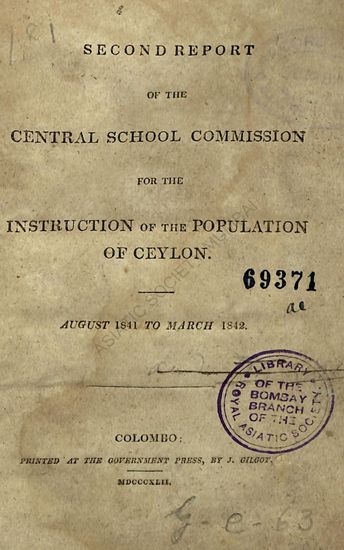 SECOND REPORT
OF THE
CENTRAL SCHOOL COMMISSION
FOR THE
INSTRUCTION OF THE POPULATION
OF CEYLON.
69371
AUGUST 1841 TO MARCH 1842.
LIBRARY
OF THE
BOMBAY
BRANCH
OF THE
ROYAL ASIATIC SOCIETY
COLOMBO:
PRINTED AT THE GOVERNMENT PRESS, BY J. GILGOT.
MDCCCXLII.
G-e-63